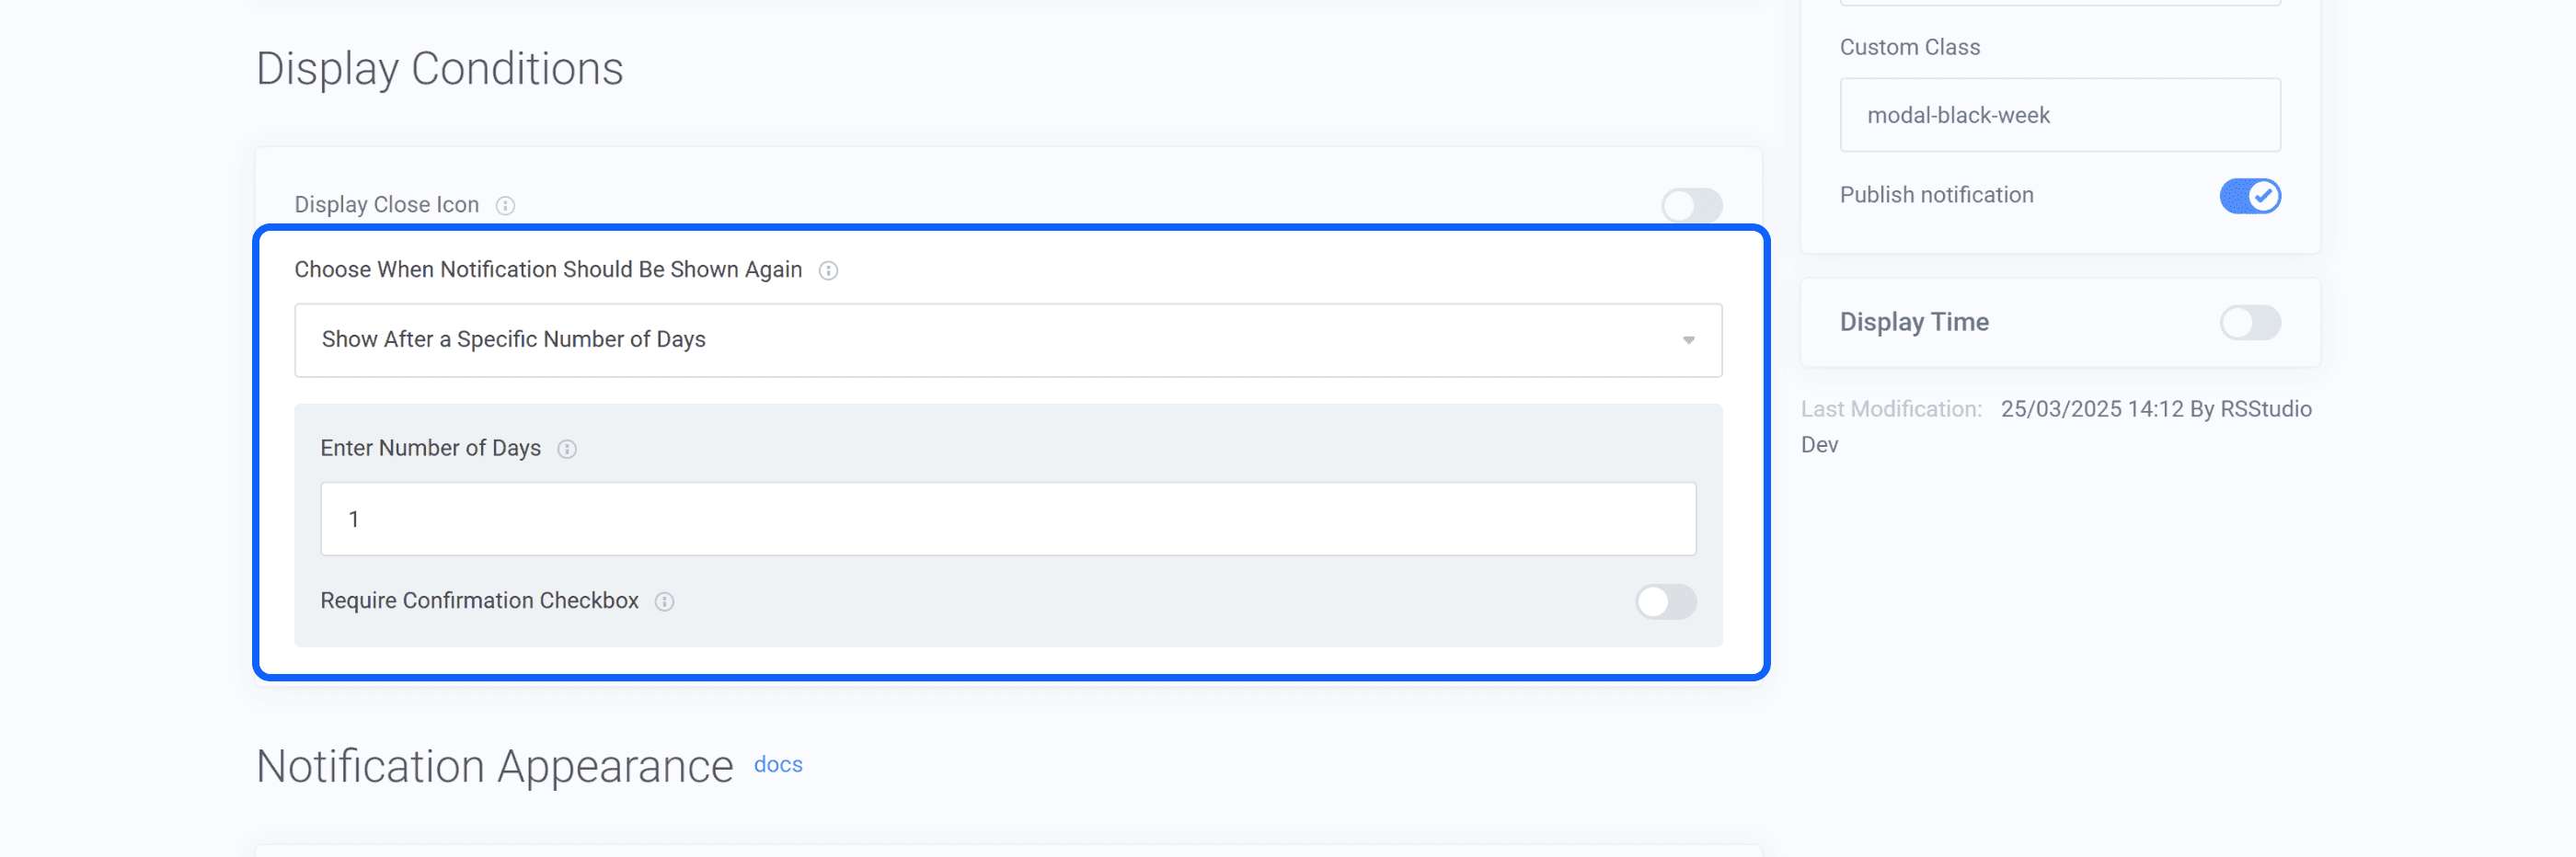 Display Conditions
Display Close Icon
Choose When Notification Should Be Shown Again
Show After a Specific Number of Days
Enter Number of Days
1
Require Confirmation Checkbox
Notification Appearance docs
Custom Class
modal-black-week
Publish notification
Display Time
Last Modification: 25/03/2025 14:12 By RSStudio
Dev